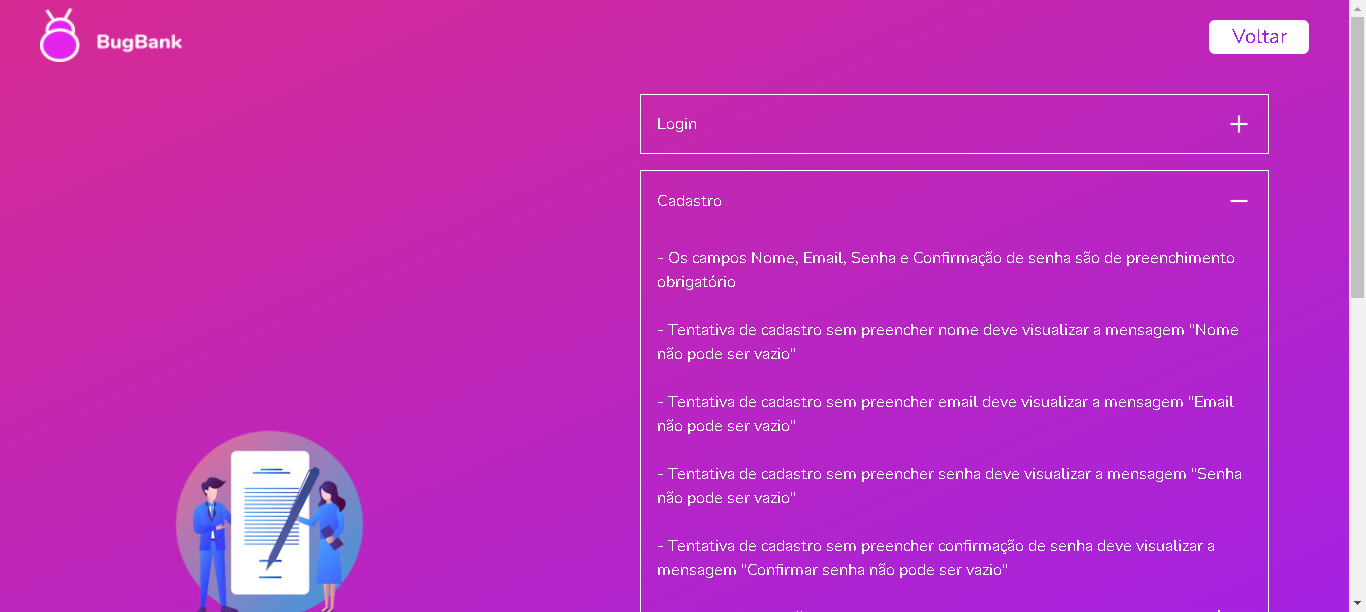 BugBank
Voltar
Login
Cadastro
- Os campos Nome, Email, Senha e Confirmação de senha são de preenchimento
obrigatório
- Tentativa de cadastro sem preencher nome deve visualizar a mensagem "Nome
não pode ser vazio"
- Tentativa de cadastro sem preencher email deve visualizar a mensagem "Email
não pode ser vazio"
- Tentativa de cadastro sem preencher senha deve visualizar a mensagem "Senha
não pode ser vazio"
- Tentativa de cadastro sem preencher confirmação de senha deve visualizar a
mensagem "Confirmar senha não pode ser vazio"